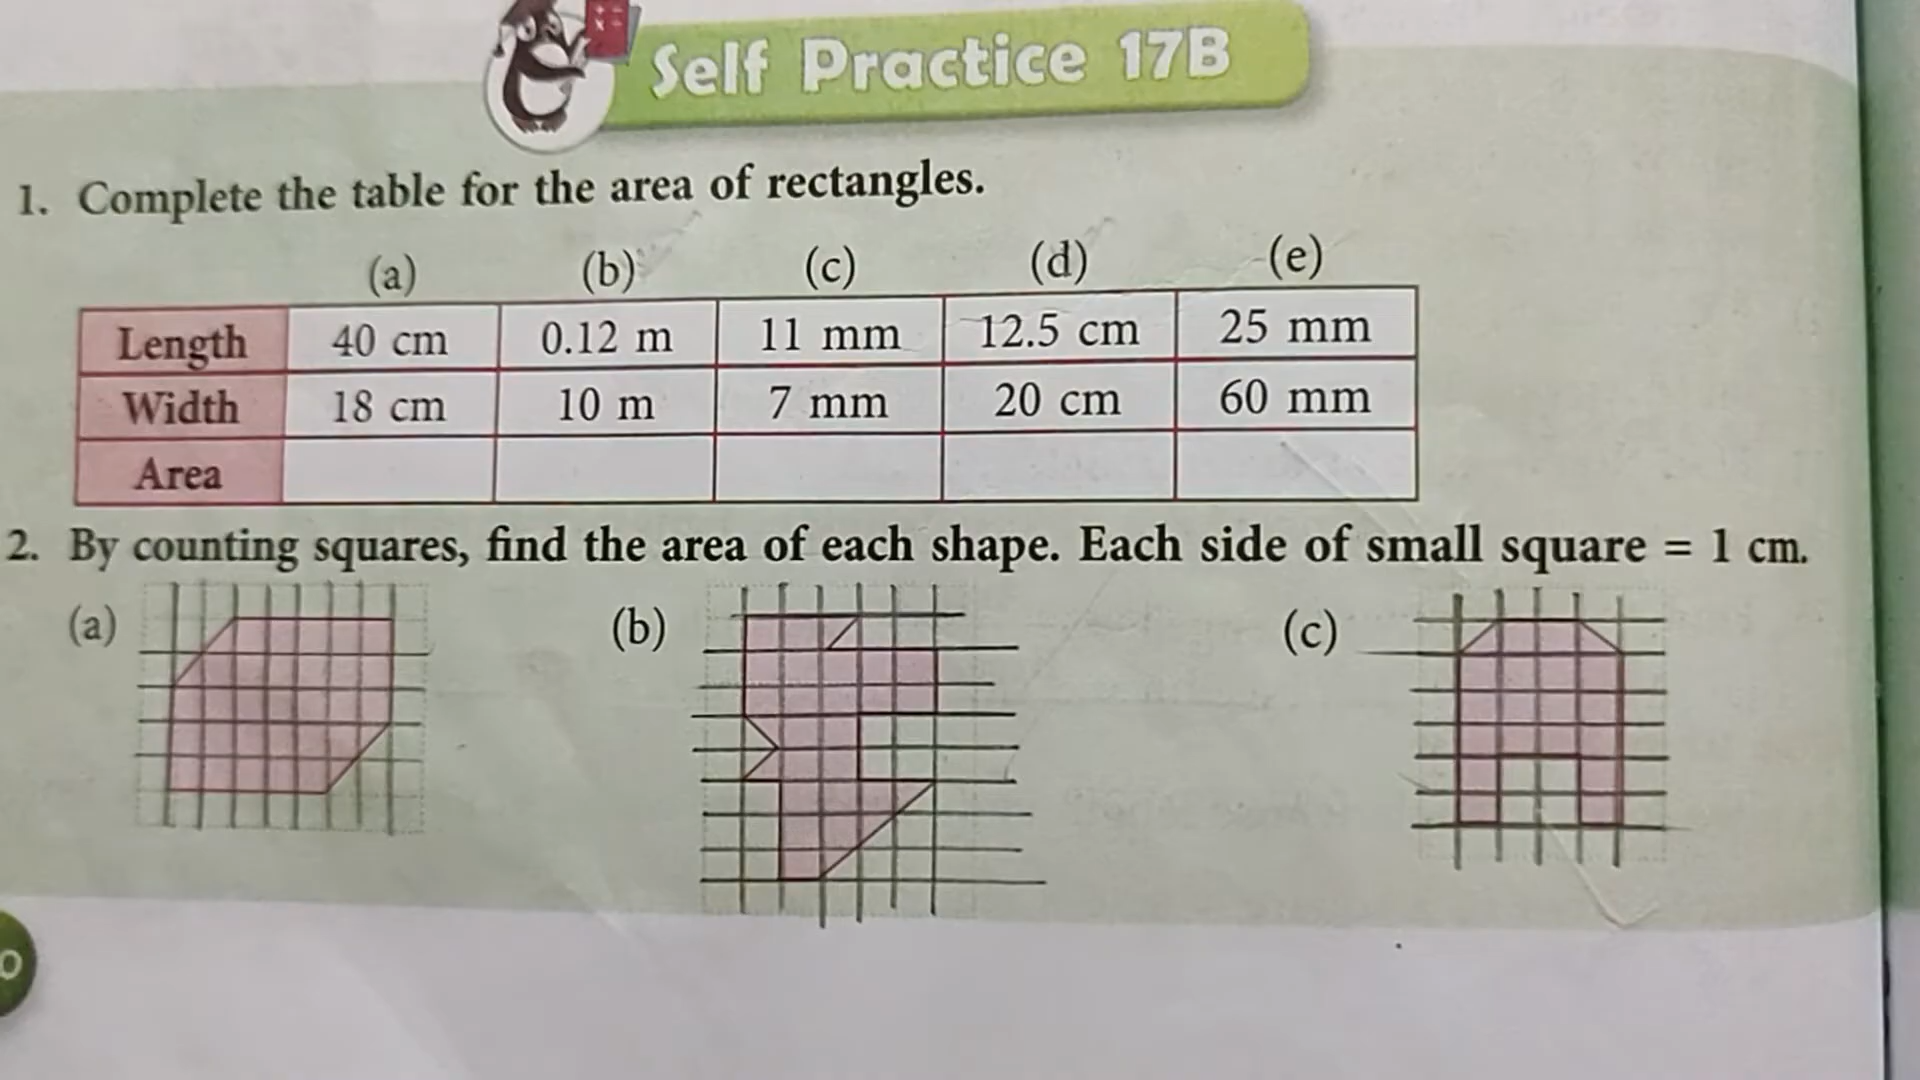 Self Practice 17B
1. Complete the table for the area of rectangles.
(a) (b) (c) (d) (e)
Length 40 cm 0.12 m 11 mm 12.5 cm 25 mm
Width 18 cm 10 m 7 mm 20 cm 60 mm
Area
2. By counting squares, find the area of each shape. Each side of small square = 1 cm.
(a) (b) (c)